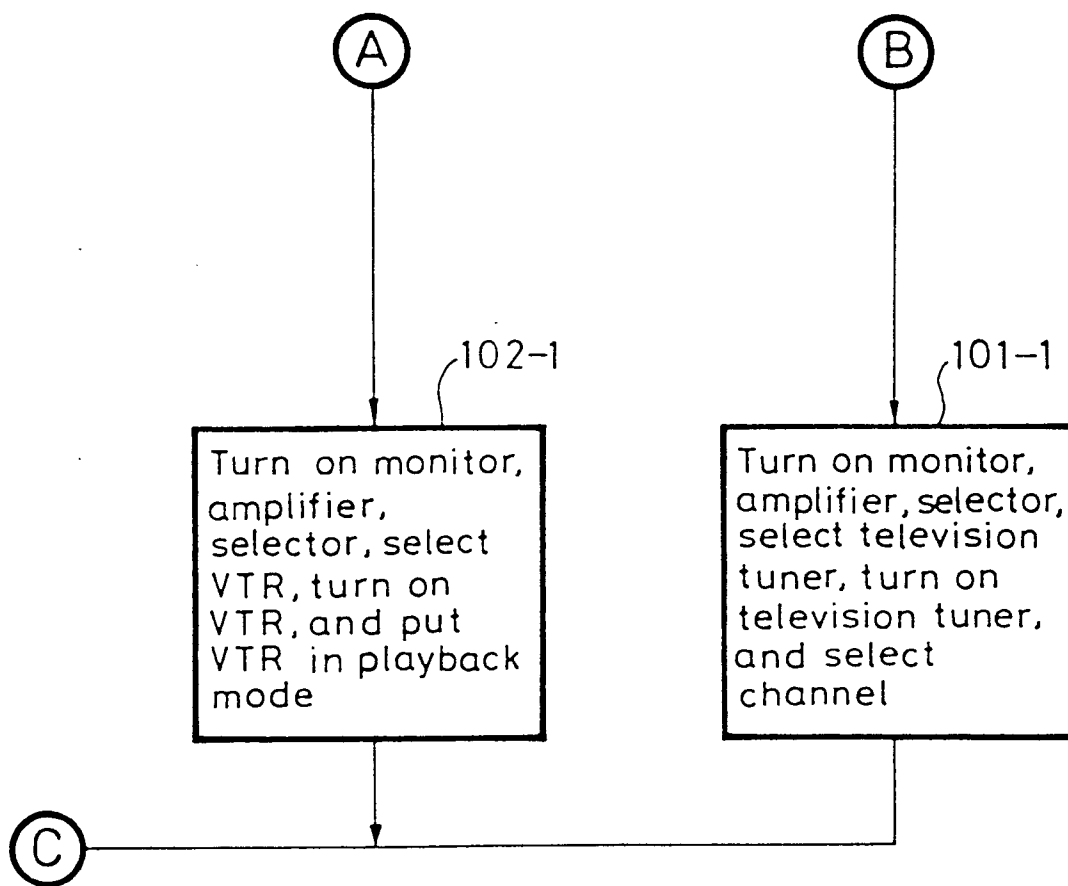 A
B
102-1
101-1
Turn on monitor,
amplifier,
selector, select
VTR, turn on
VTR, and put
VTR in playback
mode
Turn on monitor,
amplifier, selector,
select television
tuner, turn on
television tuner,
and select
channel
C